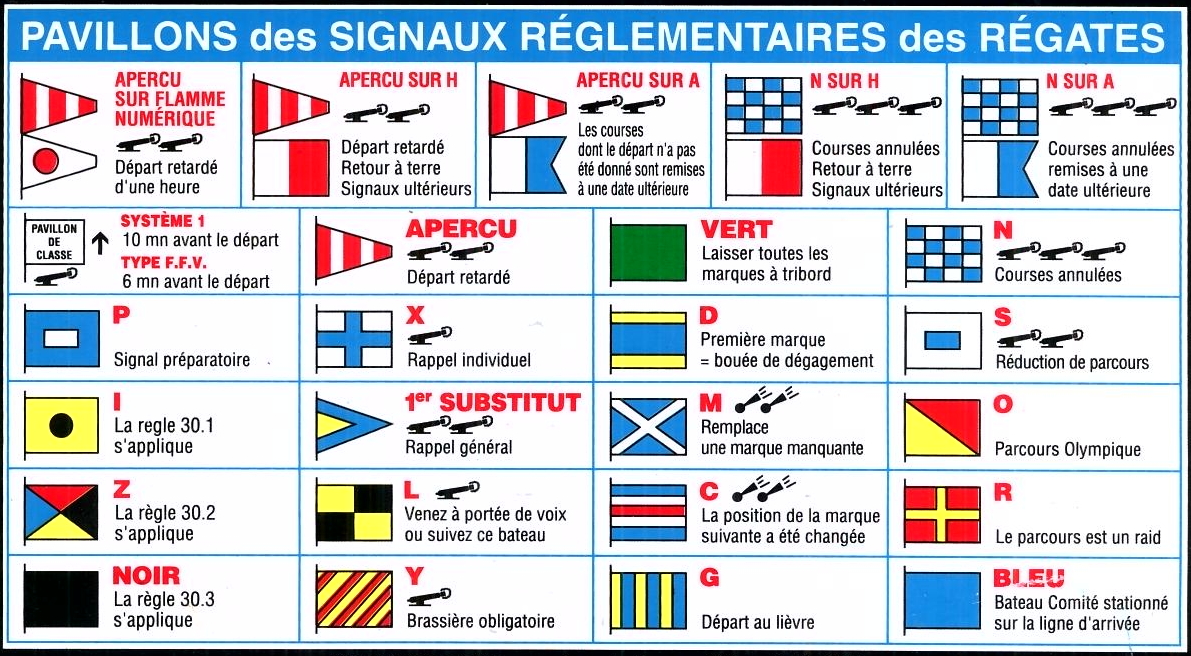 PAVILLONS des SIGNAUX RÉGLEMENTAIRES des RÉGATES
APERCU
SUR FLAMME
NUMÉRIQUE
Départ retardé
d'une heure
APERCU SUR H
Départ retardé
Retour à terre
Signaux ultérieurs
APERCU SUR A
Les courses
dont le départ n'a pas
été donné sont remises
à une date ultérieure
N SUR H
Courses annulées
Retour à terre
Signaux ultérieurs
N SUR A
Courses annulées
remises à une
date ultérieure
PAVILLON
DE
CLASSE
SYSTÈME 1
10 mn avant le départ
TYPE F.F.V.
6 mn avant le départ
APERCU
Départ retardé
VERT
Laisser toutes les
marques à tribord
N
Courses annulées
P
Signal préparatoire
X
Rappel individuel
D
Première marque
= bouée de dégagement
S
Réduction de parcours
I
La regle 30.1
s'applique
1er SUBSTITUT
Rappel général
M
Remplace
une marque manquante
O
Parcours Olympique
Z
La règle 30.2
s'applique
L
Venez à portée de voix
ou suivez ce bateau
C
La position de la marque
suivante a été changée
R
Le parcours est un raid
NOIR
La règle 30.3
s'applique
Y
Brassière obligatoire
G
Départ au lièvre
BLEU
Bateau Comité stationné
sur la ligne d'arrivée